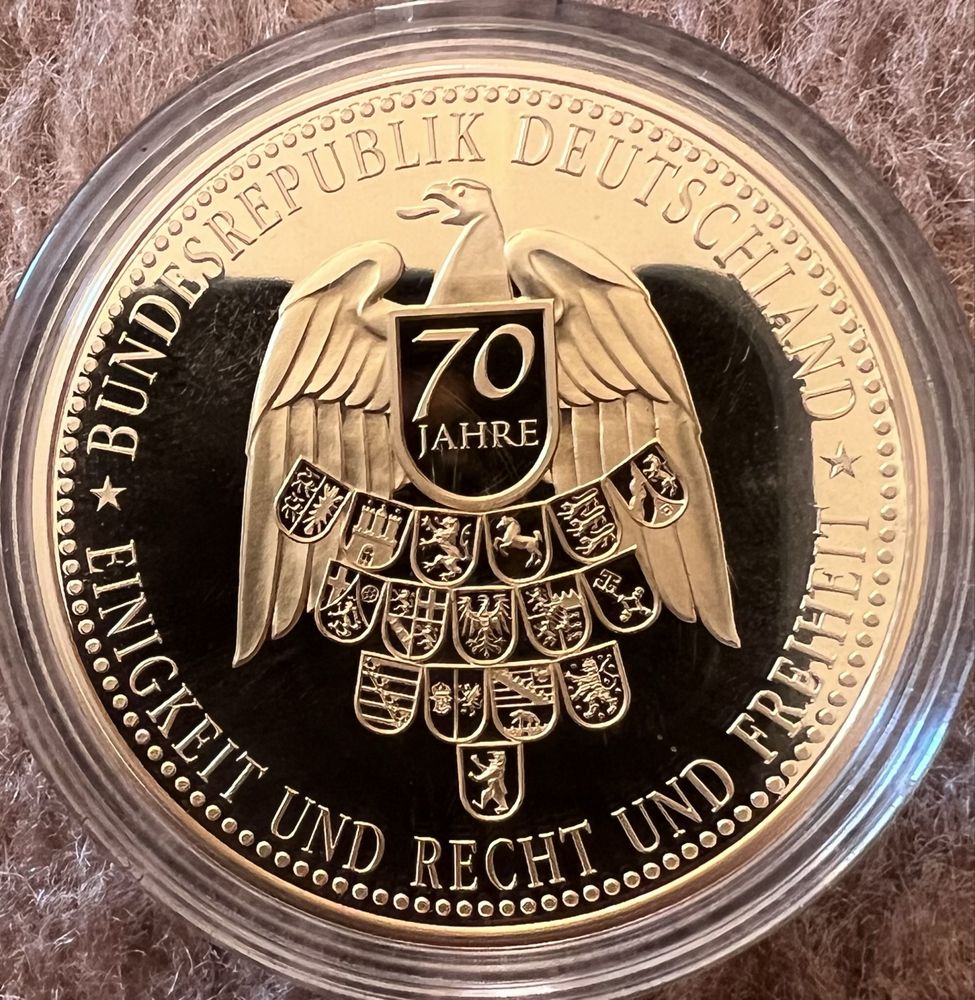 BUNDESREPUBLIK DEUTSCHLAND
70
JAHRE
EINIGKEIT UND RECHT UND FREIHEIT